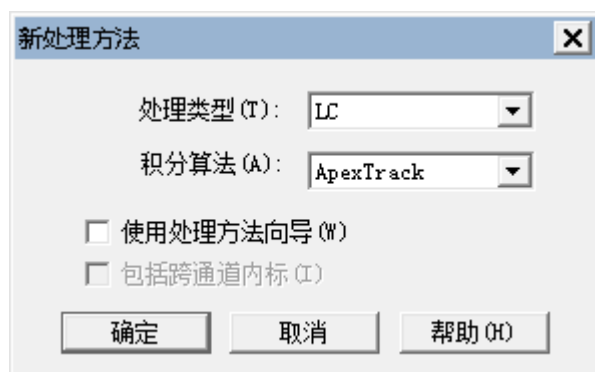 新处理方法
处理类型(T): LC
积分算法(A): ApexTrack
使用处理方法向导(W)
包括跨通道内标(I)
确定 取消 帮助(H)